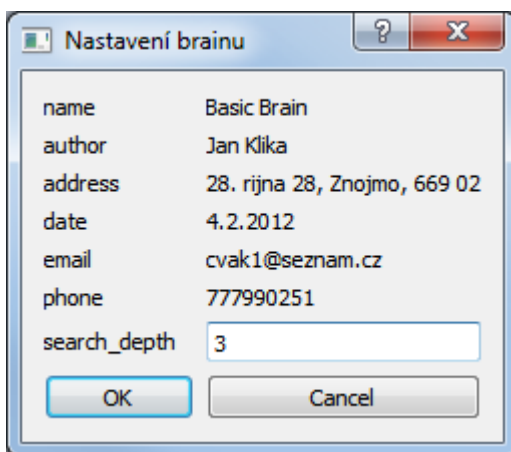 Nastavení brainu
name Basic Brain
author Jan Klika
address 28. rijna 28, Znojmo, 669 02
date 4.2.2012
email cvak1@seznam.cz
phone 777990251
search_depth 3
OK Cancel